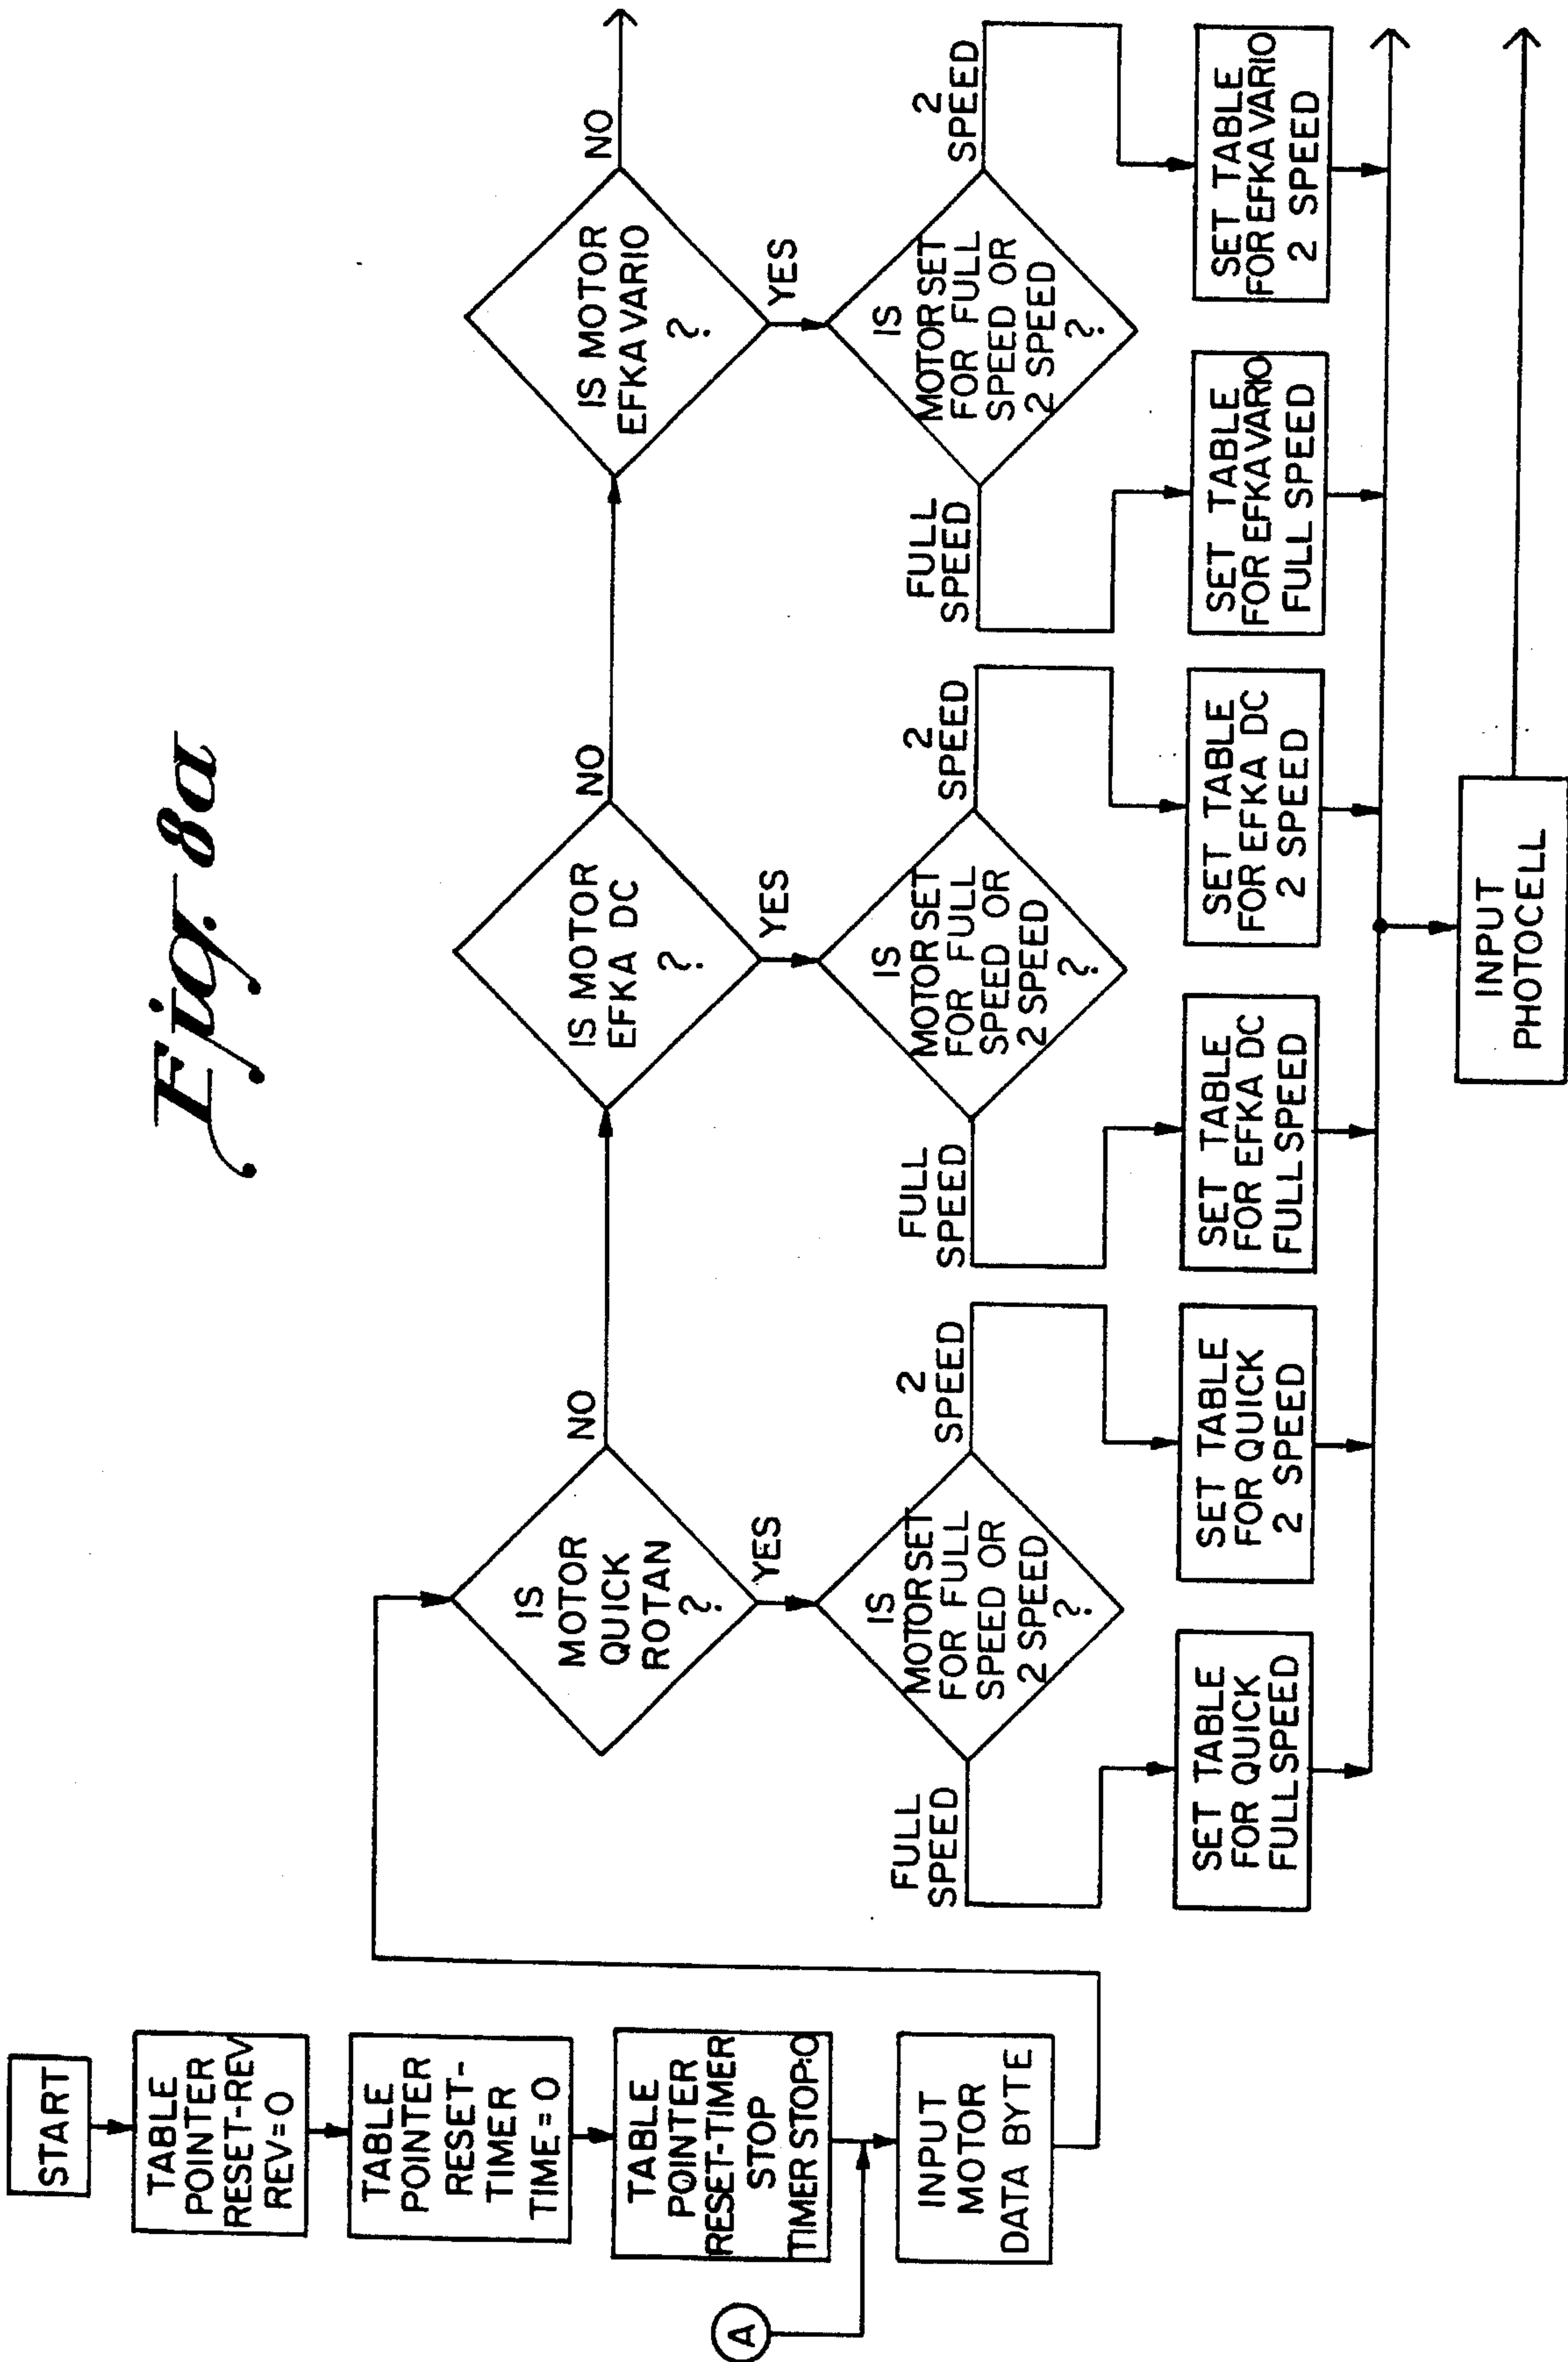 Fig. 8a
START
TABLE
POINTER
RESET-REV
REV=0
TABLE
POINTER
RESET-
TIMER
TIME=0
TABLE
POINTER
RESET-TIMER
STOP
TIMER STOP=0
A
INPUT
MOTOR
DATA BYTE
IS
MOTOR
QUICK
ROTAN
?
NO
YES
IS MOTOR
EFKA DC
?
NO
YES
IS MOTOR
EFKA VARIO
?
NO
YES
FULL
SPEED
IS
MOTOR SET
FOR FULL
SPEED OR
2 SPEED
?
2
SPEED
FULL
SPEED
IS
MOTOR SET
FOR FULL
SPEED OR
2 SPEED
?
2
SPEED
FULL
SPEED
IS
MOTOR SET
FOR FULL
SPEED OR
2 SPEED
?
2
SPEED
SET TABLE
FOR QUICK
FULL SPEED
SET TABLE
FOR QUICK
2 SPEED
SET TABLE
FOR EFKA DC
FULL SPEED
SET TABLE
FOR EFKA DC
2 SPEED
SET TABLE
FOR EFKA VARIO
FULL SPEED
SET TABLE
FOR EFKA VARIO
2 SPEED
INPUT
PHOTOCELL